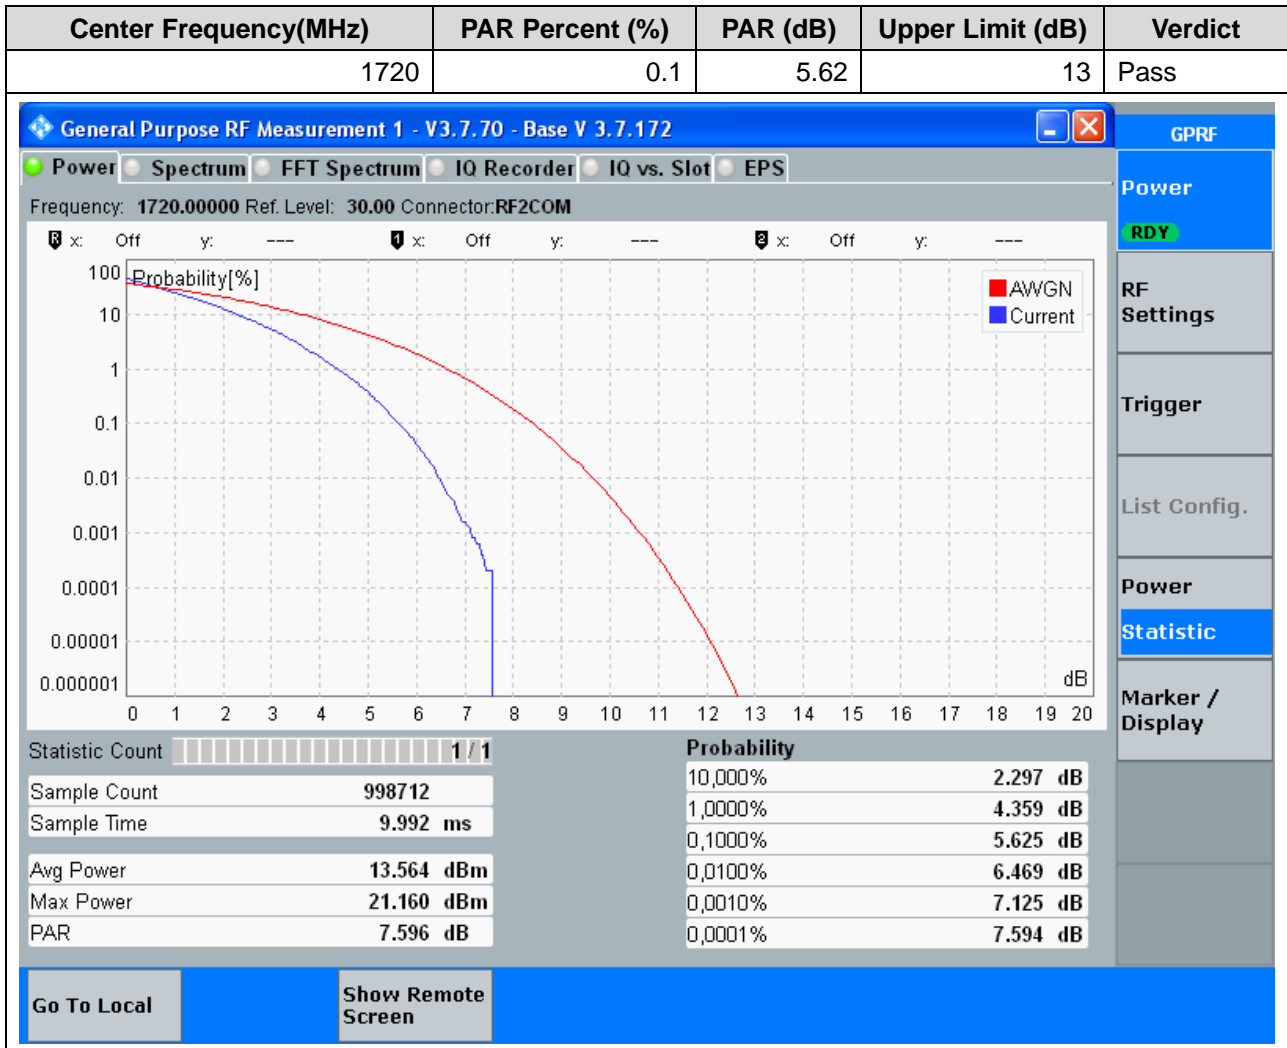 Center Frequency(MHz) PAR Percent (%) PAR (dB) Upper Limit (dB) Verdict
1720 0.1 5.62 13 Pass
General Purpose RF Measurement 1 - V3.7.70 - Base V 3.7.172
GPRF
Power Spectrum FFT Spectrum IQ Recorder IQ vs. Slot EPS
Frequency: 1720.00000 Ref. Level: 30.00 Connector:RF2COM
R x: Off y: --- 1 x: Off y: --- 2 x: Off y: ---
Probability[%]
AWGN
Current
100
10
1
0.1
0.01
0.001
0.0001
0.00001
0.000001
dB
0 1 2 3 4 5 6 7 8 9 10 11 12 13 14 15 16 17 18 19 20
Statistic Count 1 / 1
Sample Count 998712
Sample Time 9.992 ms
Avg Power 13.564 dBm
Max Power 21.160 dBm
PAR 7.596 dB
Probability
10,000% 2.297 dB
1,0000% 4.359 dB
0,1000% 5.625 dB
0,0100% 6.469 dB
0,0010% 7.125 dB
0,0001% 7.594 dB
Power
RDY
RF
Settings
Trigger
List Config.
Power
Statistic
Marker /
Display
Go To Local
Show Remote
Screen